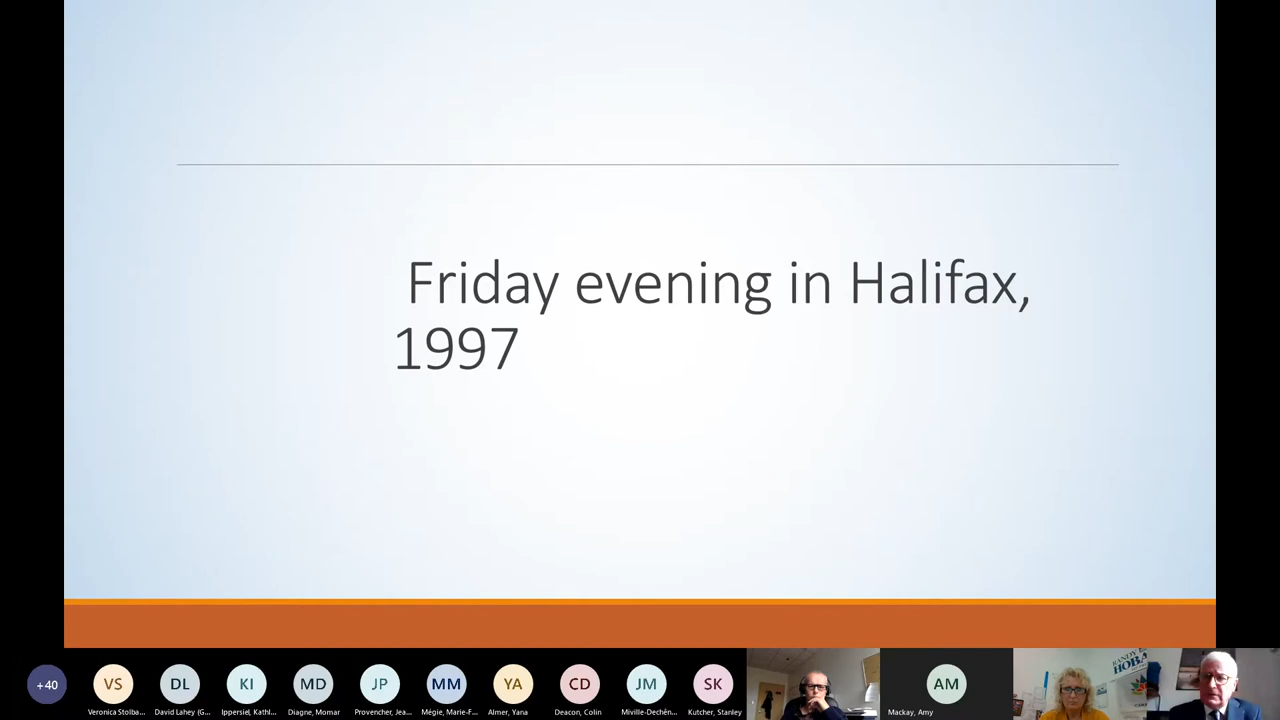 Friday evening in Halifax,
1997
+40
VS
DL
KI
MD
JP
MM
YA
CD
JM
SK
AM
Veronica Stolba...
David Lahey (G...
Ippersiel, Kathl...
Diagne, Momar
Provencher, Jea...
Mégie, Marie-F...
Almer, Yana
Deacon, Colin
Miville-Dechên...
Kutcher, Stanley
Mackay, Amy